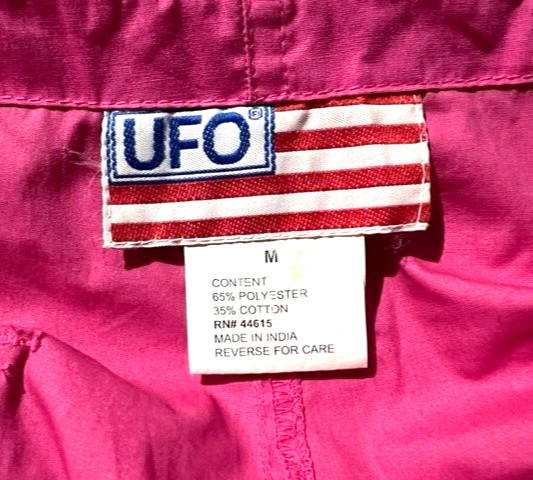 UFO®
M
CONTENT
65% POLYESTER
35% COTTON
RN# 44615
MADE IN INDIA
REVERSE FOR CARE